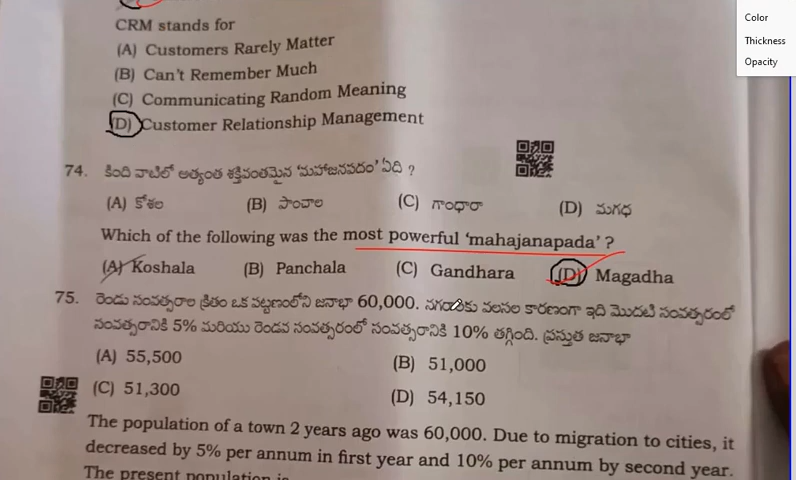 Color
Thickness
Opacity
CRM stands for
(A) Customers Rarely Matter
(B) Can't Remember Much
(C) Communicating Random Meaning
(D) Customer Relationship Management
74. కింది వాటిలో అత్యంత శక్తివంతమైన 'మహాజనపదం' ఏది ?
(A) కోశల (B) పాంచాల (C) గాంధారా (D) మగధ
Which of the following was the most powerful 'mahajanapada' ?
(A) Koshala (B) Panchala (C) Gandhara (D) Magadha
75. రెండు సంవత్సరాల క్రితం ఒక పట్టణంలోని జనాభా 60,000. వలసల కారణంగా ఇది మొదటి సంవత్సరంలో
సంవత్సరానికి 5% మరియు రెండవ సంవత్సరంలో సంవత్సరానికి 10% తగ్గింది. ప్రస్తుత జనాభా
(A) 55,500 (B) 51,000
(C) 51,300 (D) 54,150
The population of a town 2 years ago was 60,000. Due to migration to cities, it
decreased by 5% per annum in first year and 10% per annum by second year.
The present population is